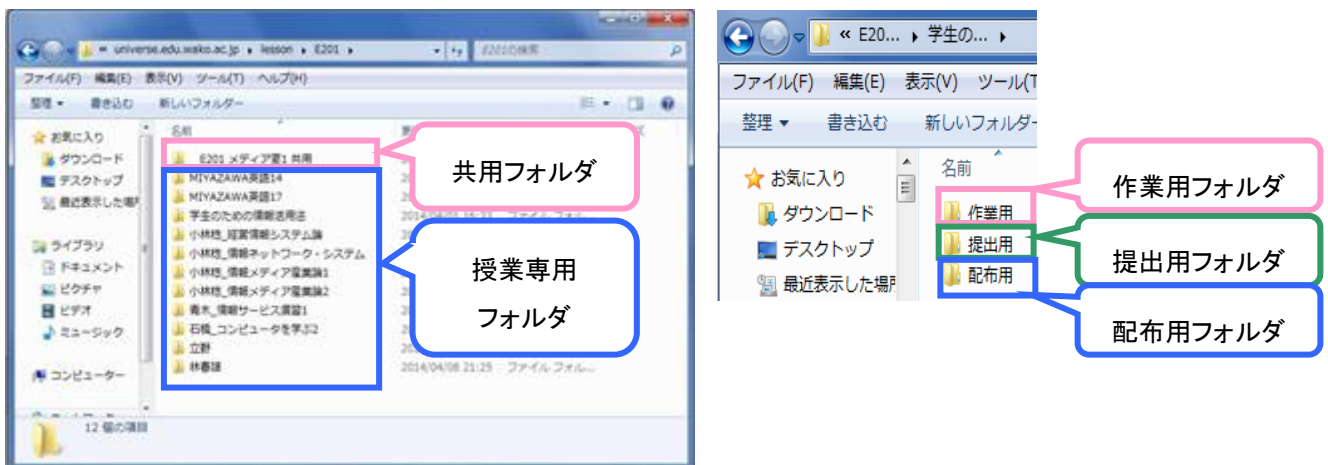 universe.edu.wako.ac.jp ▸ lesson ▸ E201 ▸
E201の検索
ファイル(F) 編集(E) 表示(V) ツール(T) ヘルプ(H)
整理 書き込む 新しいフォルダー
お気に入り
ダウンロード
デスクトップ
最近表示した場所
ライブラリ
ドキュメント
ピクチャ
ビデオ
ミュージック
コンピューター
名前
E201 メディア室1 共用
MIYAZAWA英語14
MIYAZAWA英語17
学生のための情報活用法
小林稔_経営情報システム論
小林稔_情報ネットワーク・システム
小林稔_情報メディア産業論1
小林稔_情報メディア産業論2
青木_情報サービス演習1
石橋_コンピュータを学ぶ2
立野
林春雄
2014/04/08 21:25 ファイル フォル...
12 個の項目
共用フォルダ
授業専用
フォルダ
« E20... ▸ 学生の... ▸
ファイル(F) 編集(E) 表示(V) ツール(T
整理 書き込む 新しいフォルダー
お気に入り
ダウンロード
デスクトップ
最近表示した場所
名前
作業用
提出用
配布用
作業用フォルダ
提出用フォルダ
配布用フォルダ